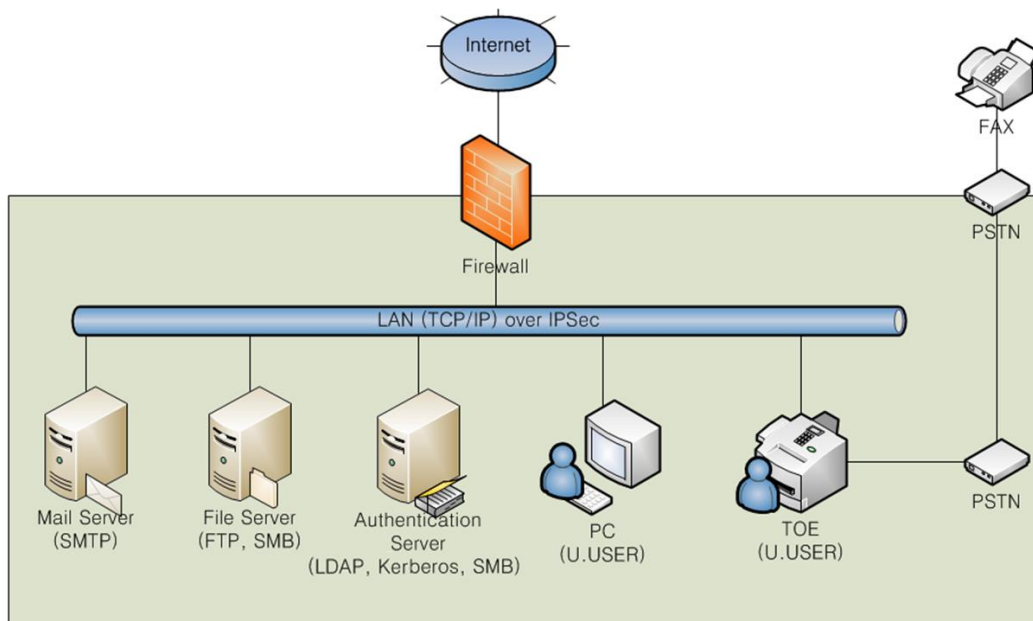 Internet
FAX
PSTN
Firewall
LAN (TCP/IP) over IPSec
Mail Server
(SMTP)
File Server
(FTP, SMB)
Authentication
Server
(LDAP, Kerberos, SMB)
PC
(U.USER)
TOE
(U.USER)
PSTN